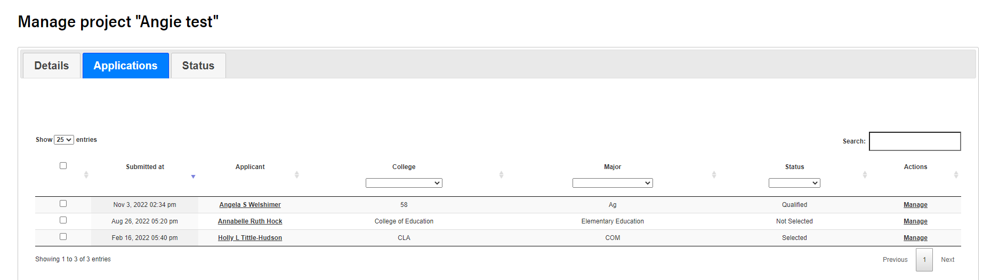 Manage project "Angie test"
Details Applications Status
Show 25 entries
Search:
Submitted at Applicant College Major Status Actions
Nov 3, 2022 02:34 pm Angela S Welshimer 58 Ag Qualified Manage
Aug 26, 2022 05:20 pm Annabelle Ruth Hock College of Education Elementary Education Not Selected Manage
Feb 16, 2022 05:40 pm Holly L Tittle-Hudson CLA COM Selected Manage
Showing 1 to 3 of 3 entries
Previous 1 Next